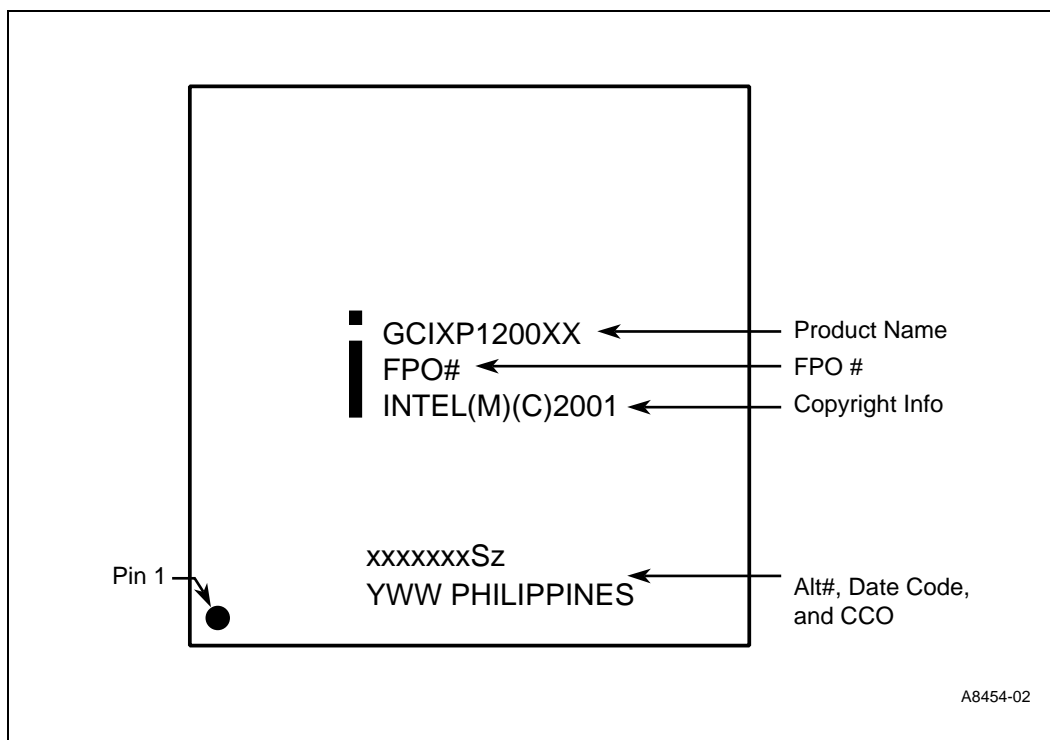 GCIXP1200XX
FPO#
INTEL(M)(C)2001
Product Name
FPO #
Copyright Info
xxxxxxxSz
YWW PHILIPPINES
Pin 1
Alt#, Date Code,
and CCO
A8454-02